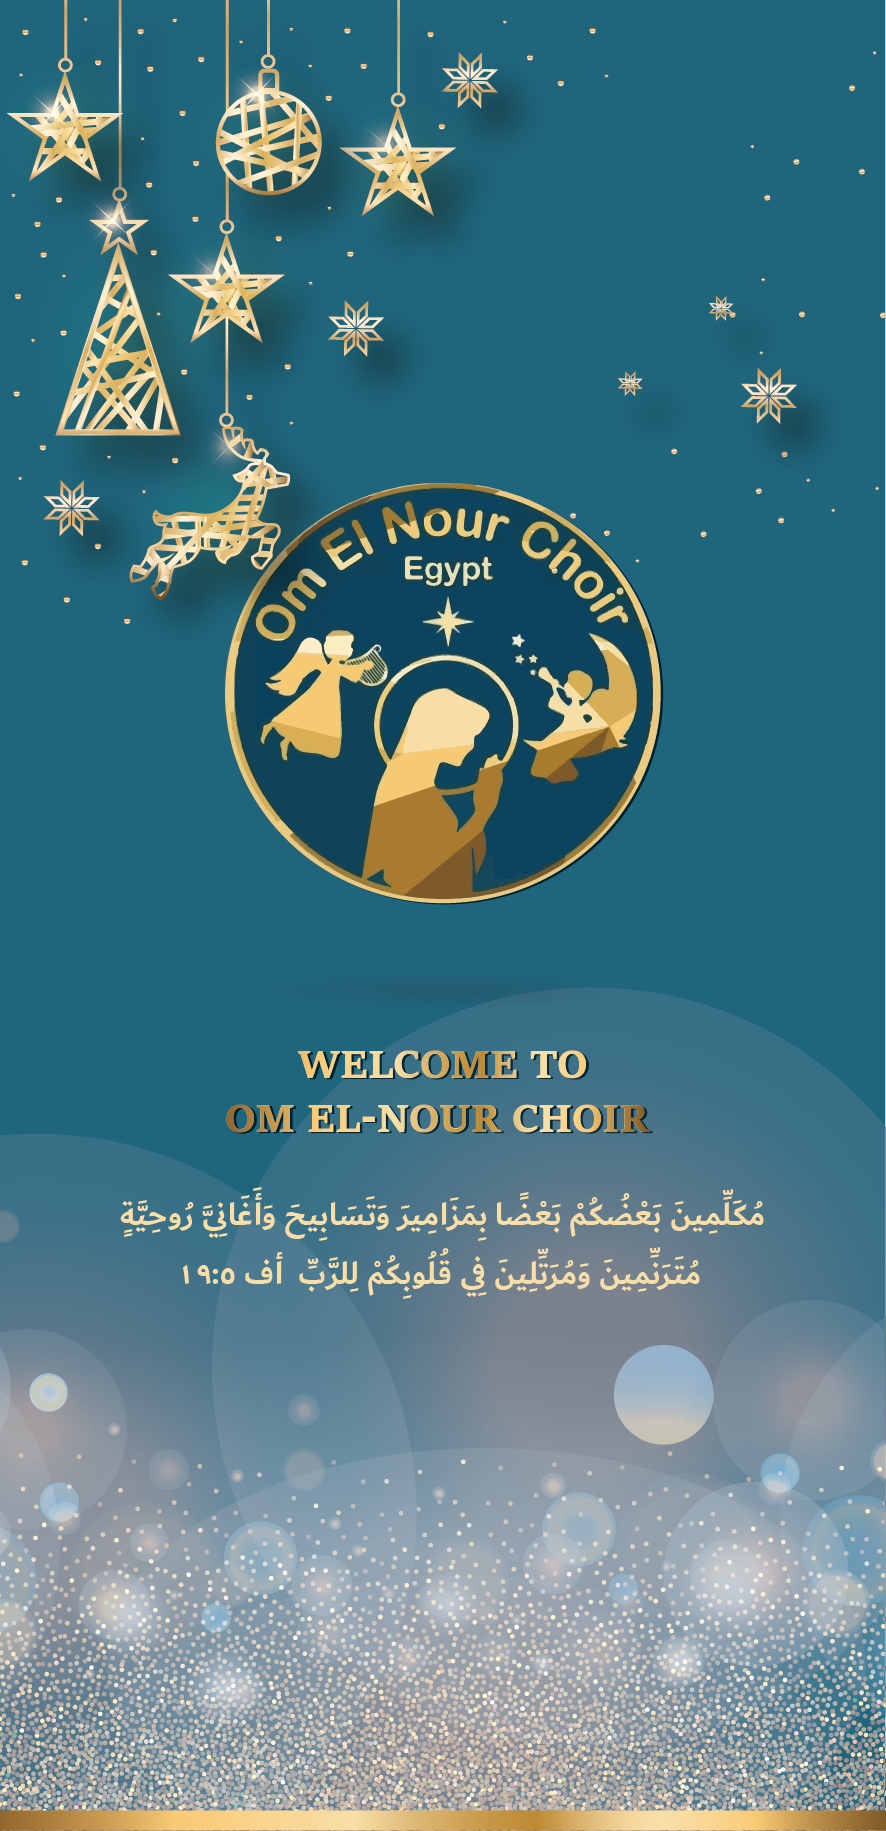 Om El Nour Choir
Egypt
WELCOME TO
OM EL-NOUR CHOIR
مُكَلِّمِينَ بَعْضُكُمْ بَعْضًا بِمَزَامِيرَ وَتَسَابِيحَ وَأَغَانِيَّ رُوحِيَّةٍ
مُتَرَنِّمِينَ وَمُرَتِّلِينَ فِي قُلُوبِكُمْ لِلرَّبِّ أف ١٩:٥